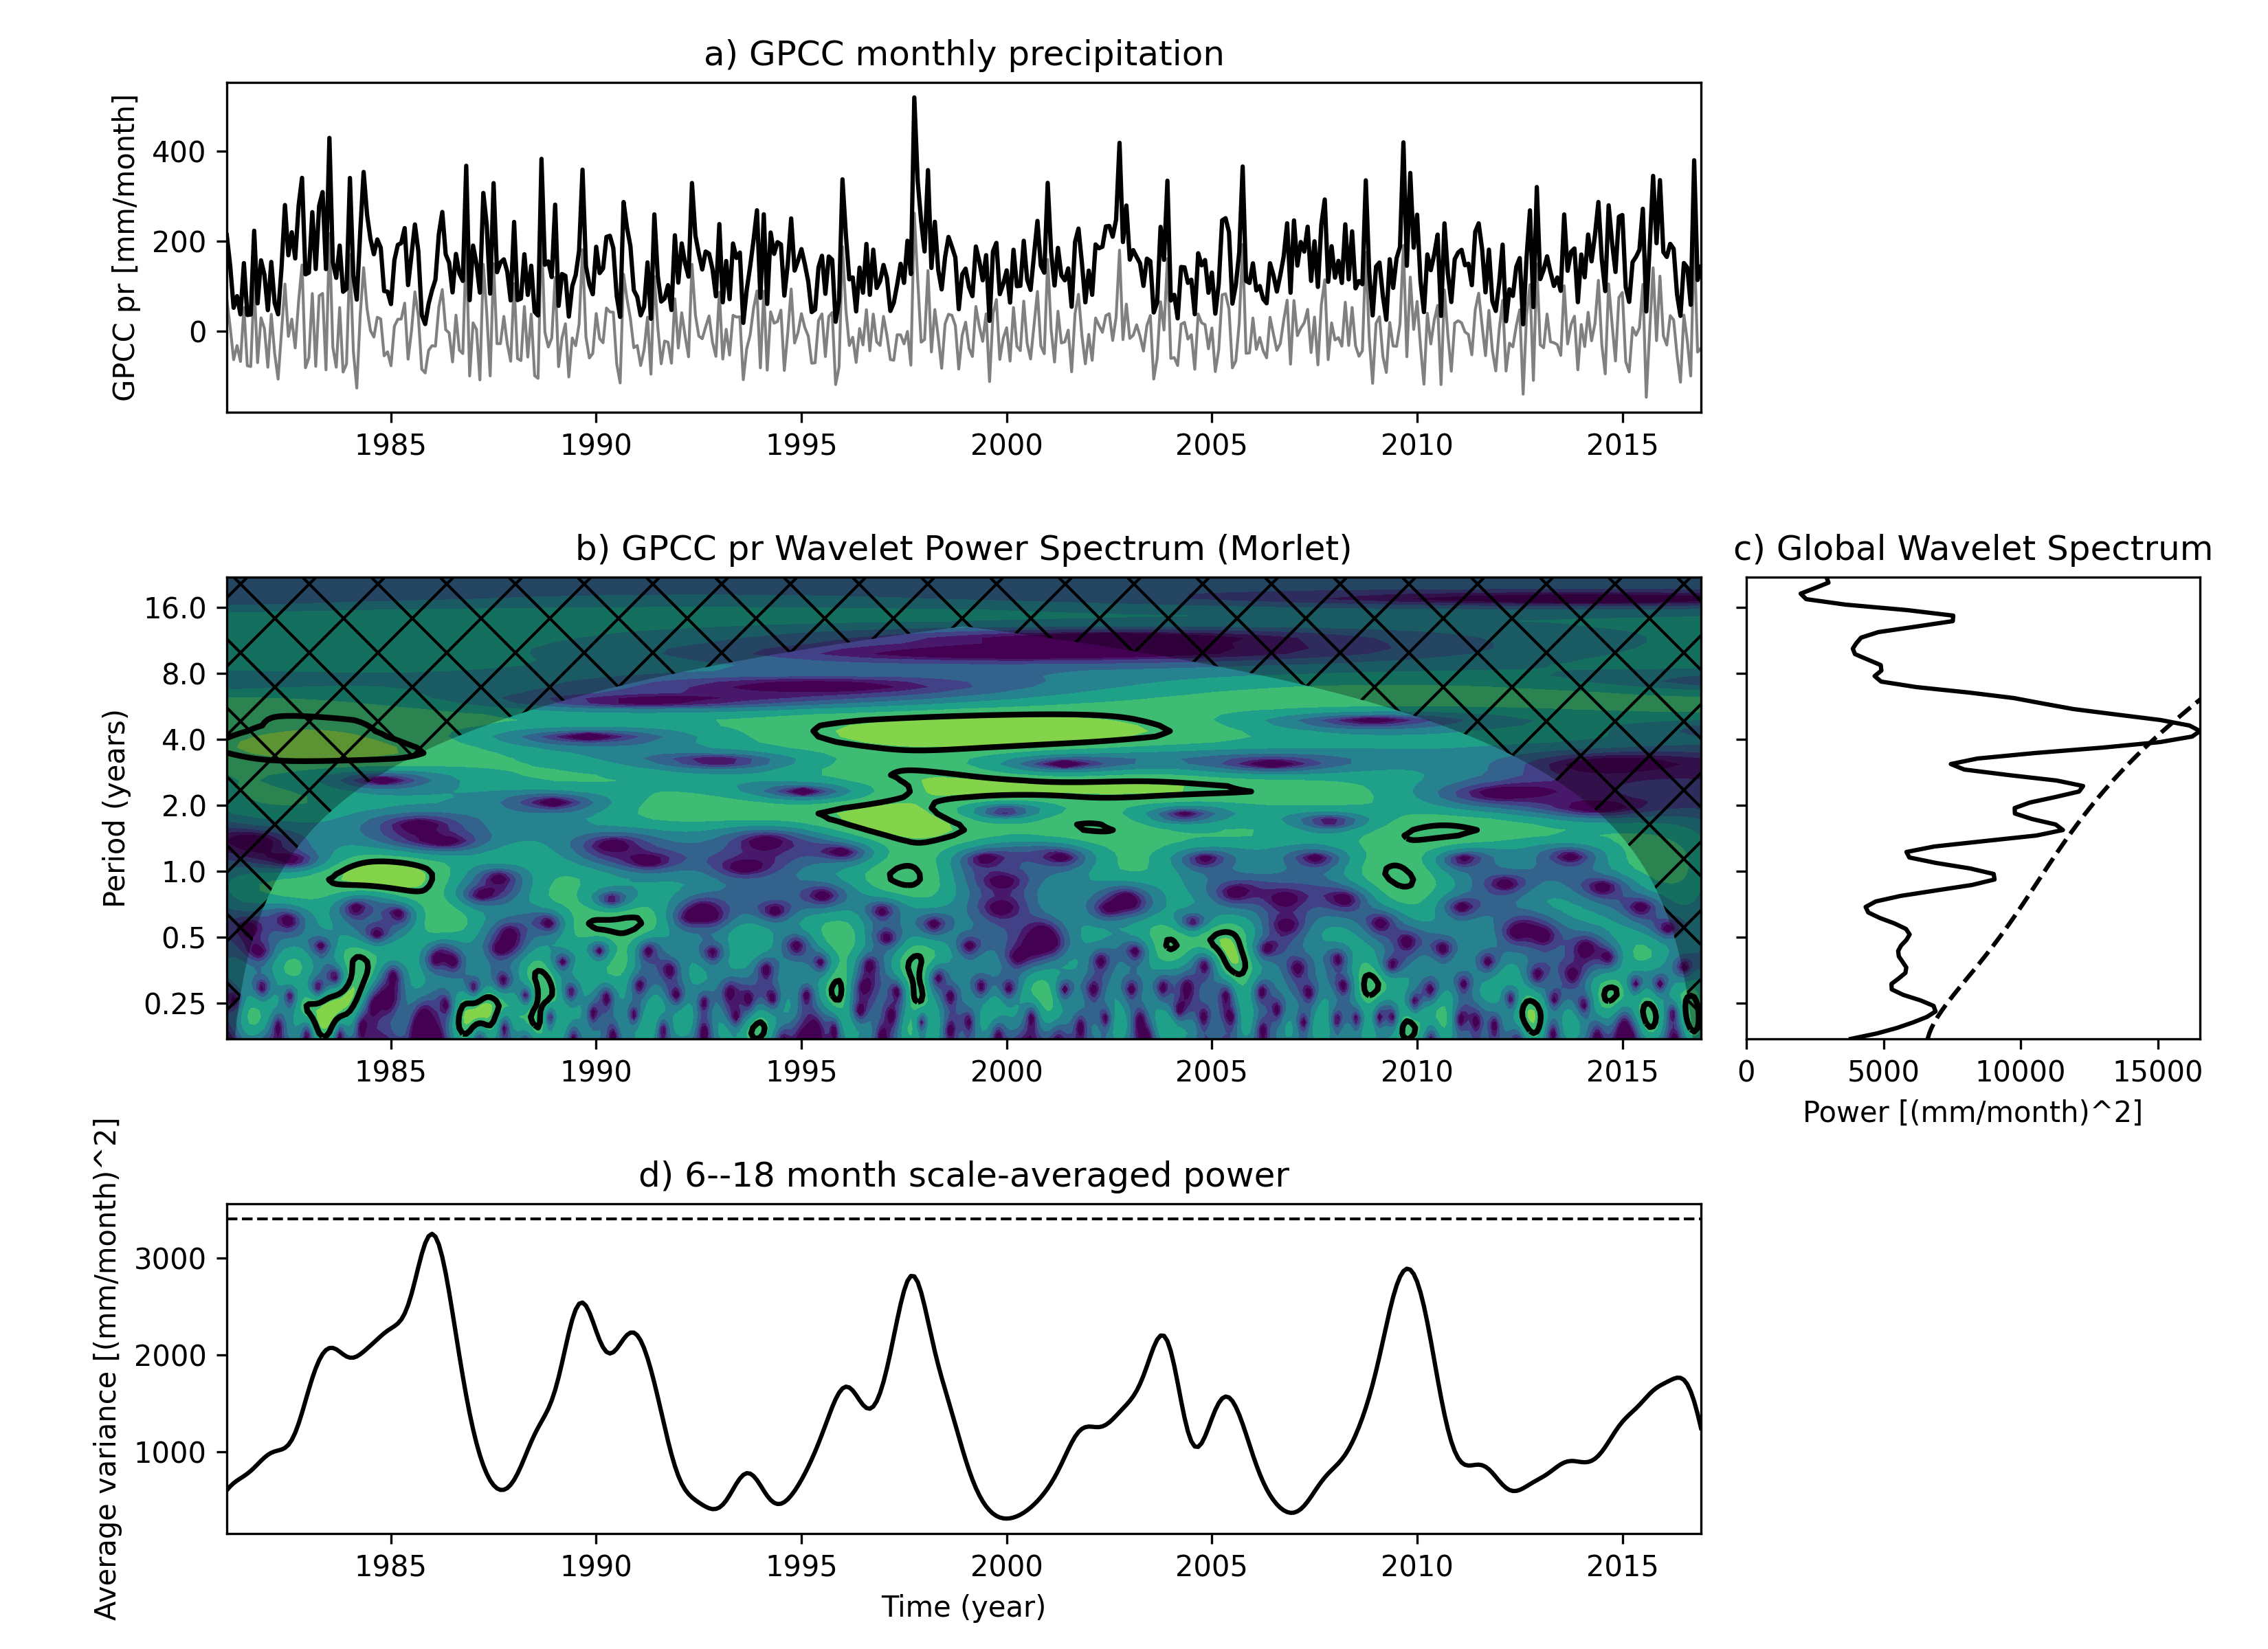 a) GPCC monthly precipitation
GPCC pr [mm/month]
400
200
0
1985 1990 1995 2000 2005 2010 2015
b) GPCC pr Wavelet Power Spectrum (Morlet)
Period (years)
16.0
8.0
4.0
2.0
1.0
0.5
0.25
1985 1990 1995 2000 2005 2010 2015
c) Global Wavelet Spectrum
0 5000 10000 15000
Power [(mm/month)^2]
d) 6--18 month scale-averaged power
Average variance [(mm/month)^2]
3000
2000
1000
1985 1990 1995 2000 2005 2010 2015
Time (year)